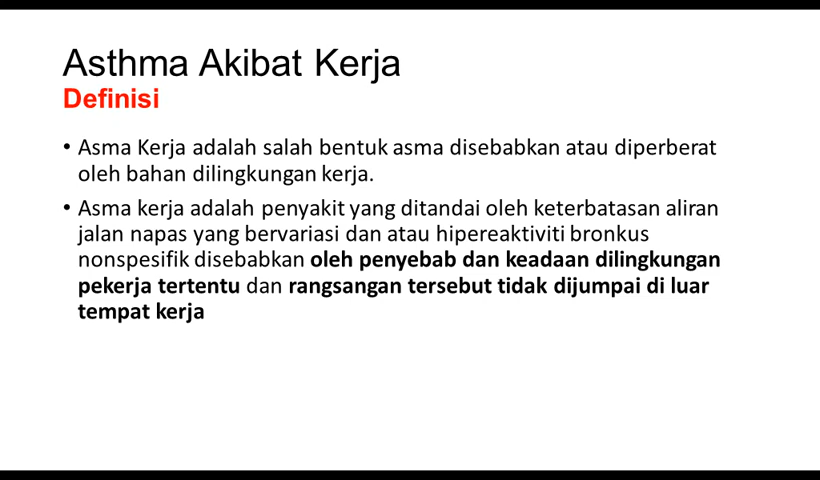 Asthma Akibat Kerja
Definisi
• Asma Kerja adalah salah bentuk asma disebabkan atau diperberat
oleh bahan dilingkungan kerja.
• Asma kerja adalah penyakit yang ditandai oleh keterbatasan aliran
jalan napas yang bervariasi dan atau hipereaktiviti bronkus
nonspesifik disebabkan oleh penyebab dan keadaan dilingkungan
pekerja tertentu dan rangsangan tersebut tidak dijumpai di luar
tempat kerja